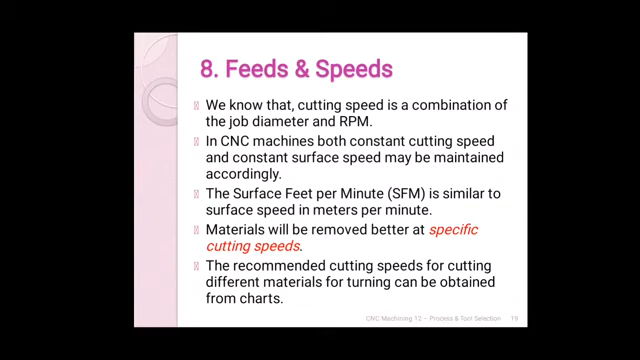 8. Feeds & Speeds
We know that, cutting speed is a combination of
the job diameter and RPM.
In CNC machines both constant cutting speed
and constant surface speed may be maintained
accordingly.
The Surface Feet per Minute (SFM) is similar to
surface speed in meters per minute.
Materials will be removed better at specific
cutting speeds.
The recommended cutting speeds for cutting
different materials for turning can be obtained
from charts.
CNC Machining 12 – Process & Tool Selection 19